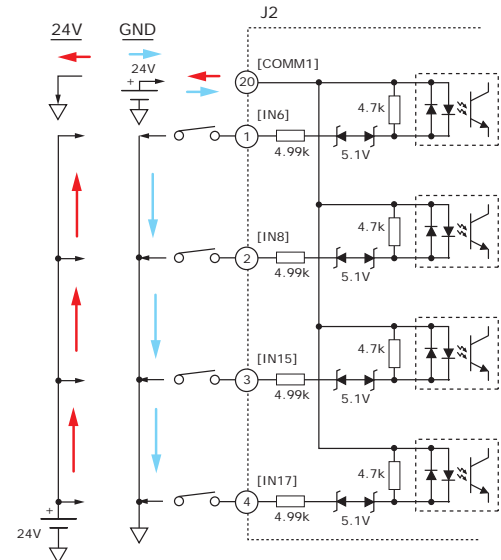 J2
24V GND
24V
+
20 [COMM1]
[IN6]
4.7k
1
4.99k
5.1V
[IN8]
4.7k
2
4.99k
5.1V
[IN15]
4.7k
3
4.99k
5.1V
[IN17]
4.7k
4
4.99k
5.1V
+
24V